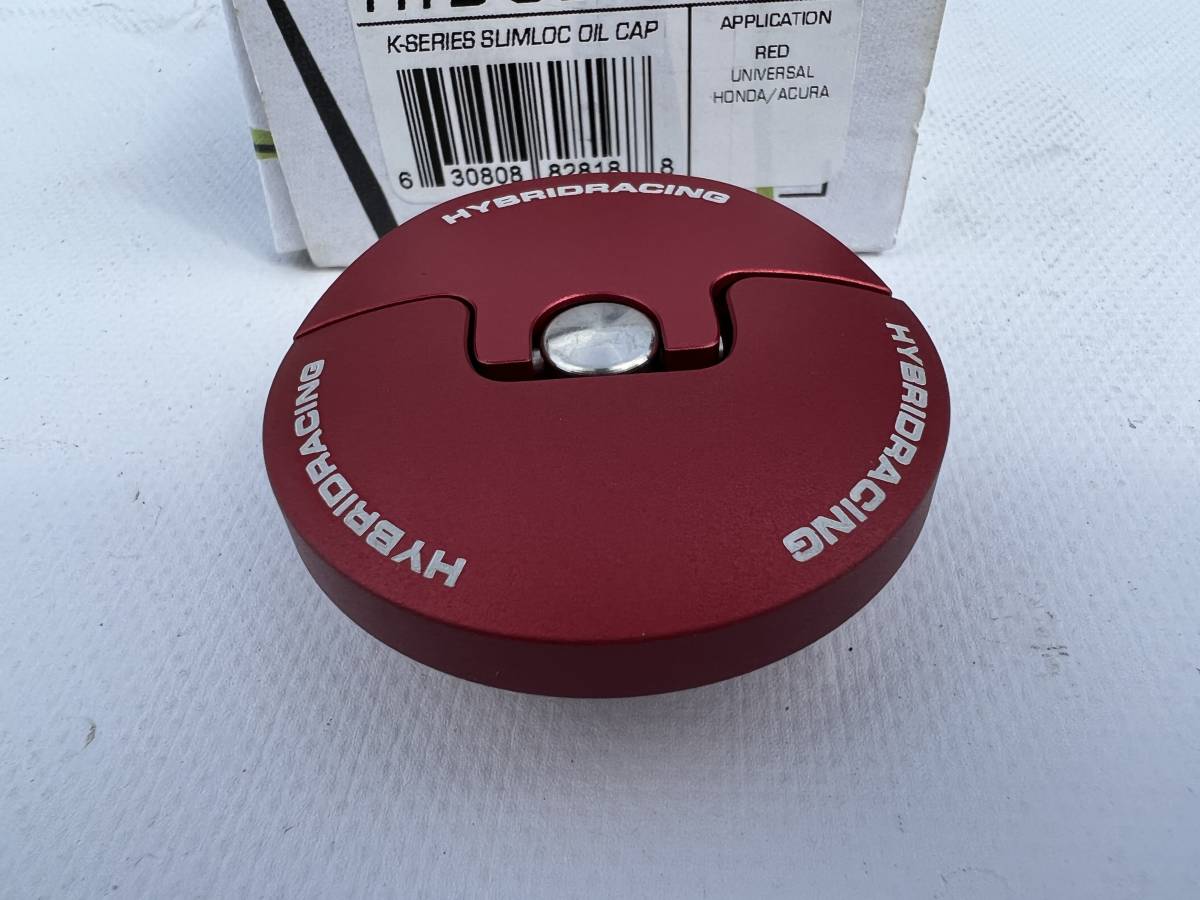 K-SERIES SLIMLOC OIL CAP
6 30808 82818 8
APPLICATION
RED
UNIVERSAL
HONDA/ACURA
HYBRIDRACING
HYBRIDRACING
HYBRIDRACING